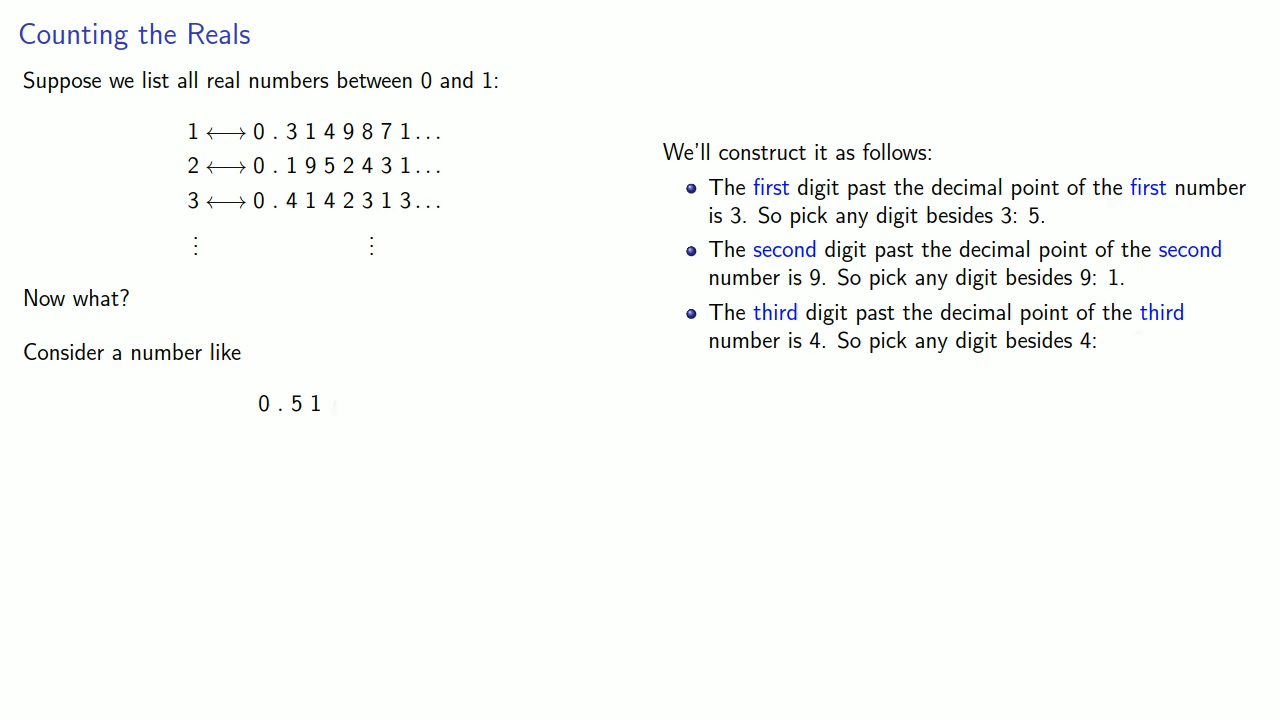 Counting the Reals
Suppose we list all real numbers between 0 and 1:
1 ⟷ 0 . 3 1 4 9 8 7 1 . . .
2 ⟷ 0 . 1 9 5 2 4 3 1 . . .
3 ⟷ 0 . 4 1 4 2 3 1 3 . . .
⋮ ⋮
Now what?
Consider a number like
0 . 5 1
We'll construct it as follows:
• The first digit past the decimal point of the first number
is 3. So pick any digit besides 3: 5.
• The second digit past the decimal point of the second
number is 9. So pick any digit besides 9: 1.
• The third digit past the decimal point of the third
number is 4. So pick any digit besides 4: